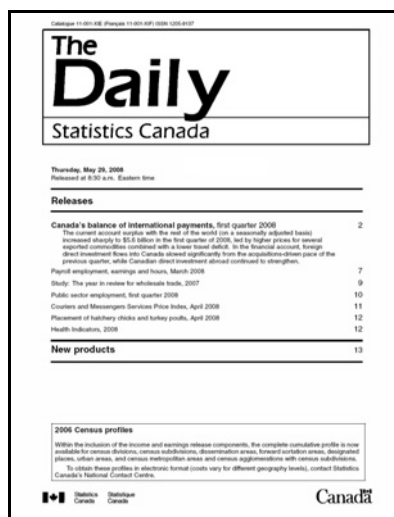 Catalogue 11-001-XIE (Français 11-001-XIF) ISSN 1205-9137
The
Daily
Statistics Canada
Thursday, May 29, 2008
Released at 8:30 a.m. Eastern time
Releases
Canada's balance of international payments, first quarter 2008 2
The current account surplus with the rest of the world (on a seasonally adjusted basis)
increased sharply to $5.6 billion in the first quarter of 2008, led by higher prices for several
exported commodities combined with a lower travel deficit. In the financial account, foreign
direct investment flows into Canada slowed significantly from the acquisitions-driven pace of the
previous quarter, while Canadian direct investment abroad continued to strengthen.
Payroll employment, earnings and hours, March 2008 7
Study: The year in review for wholesale trade, 2007 9
Public sector employment, first quarter 2008 10
Couriers and Messengers Services Price Index, April 2008 11
Placement of hatchery chicks and turkey poults, April 2008 12
Health Indicators, 2008 12
New products 13
2006 Census profiles
Within the inclusion of the income and earnings release components, the complete cumulative profile is now
available for census divisions, census subdivisions, dissemination areas, forward sortation areas, designated
places, urban areas, and census metropolitan areas and census agglomerations with census subdivisions.
To obtain these profiles in electronic format (costs vary for different geography levels), contact Statistics
Canada's National Contact Centre.
Statistics Statistique
Canada Canada
Canada